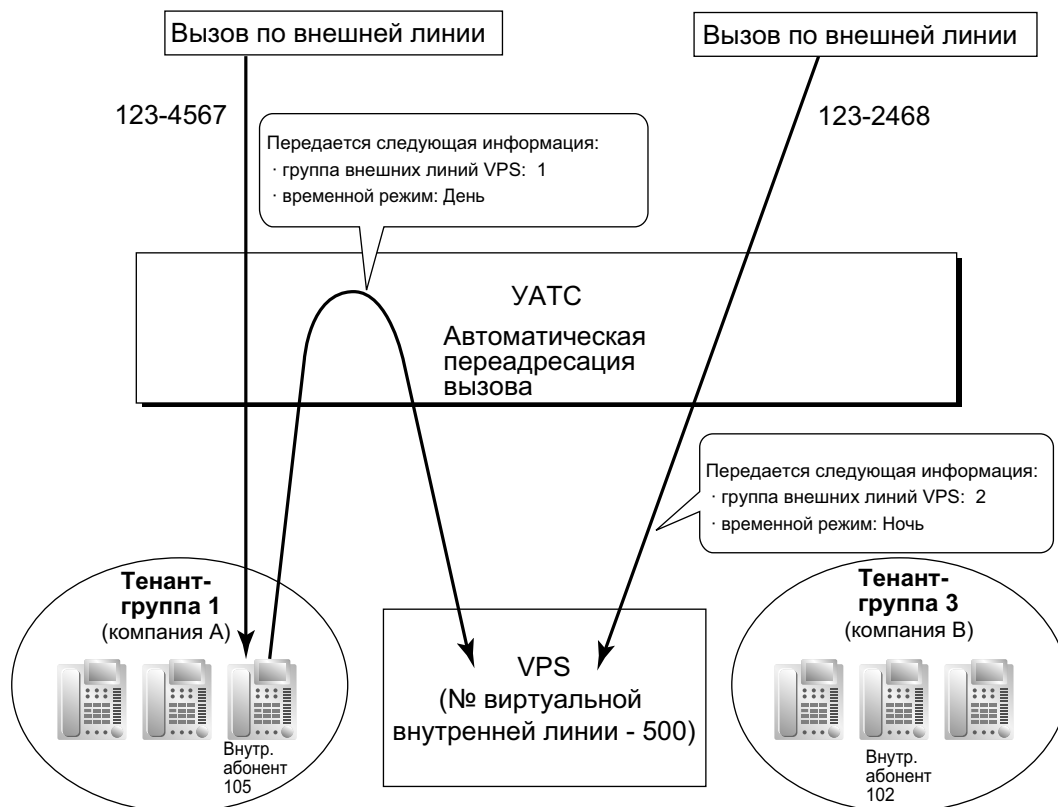 Вызов по внешней линии
Вызов по внешней линии
123-4567
123-2468
Передается следующая информация:
· группа внешних линий VPS: 1
· временной режим: День
УАТС
Автоматическая
переадресация
вызова
Передается следующая информация:
· группа внешних линий VPS: 2
· временной режим: Ночь
Тенант-
группа 1
(компания А)
Внутр.
абонент
105
VPS
(№ виртуальной
внутренней линии - 500)
Тенант-
группа 3
(компания В)
Внутр.
абонент
102